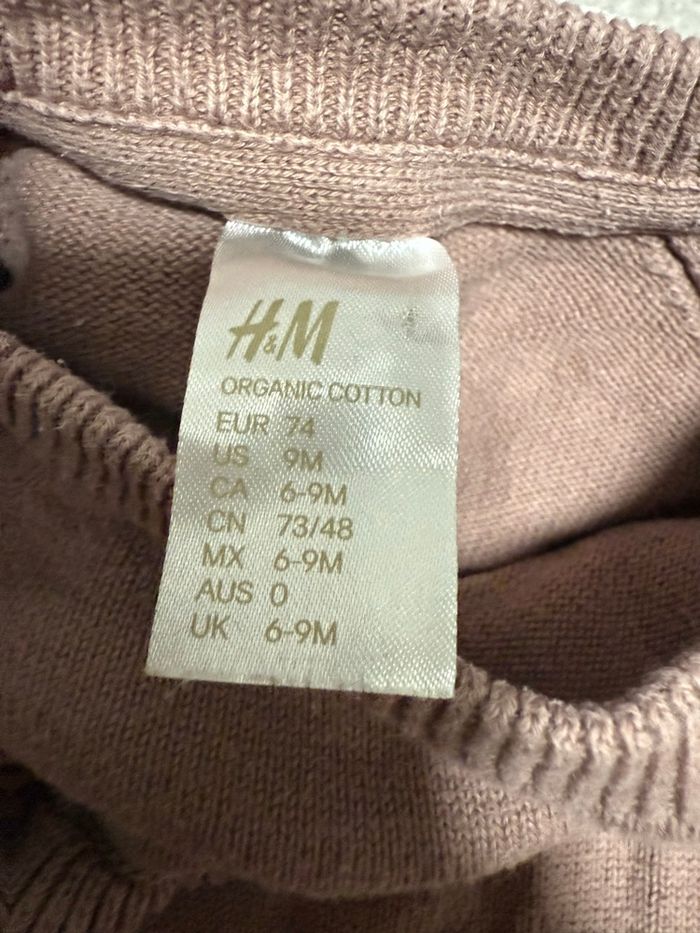 H&M
ORGANIC COTTON
EUR 74
US 9M
CA 6-9M
CN 73/48
MX 6-9M
AUS 0
UK 6-9M